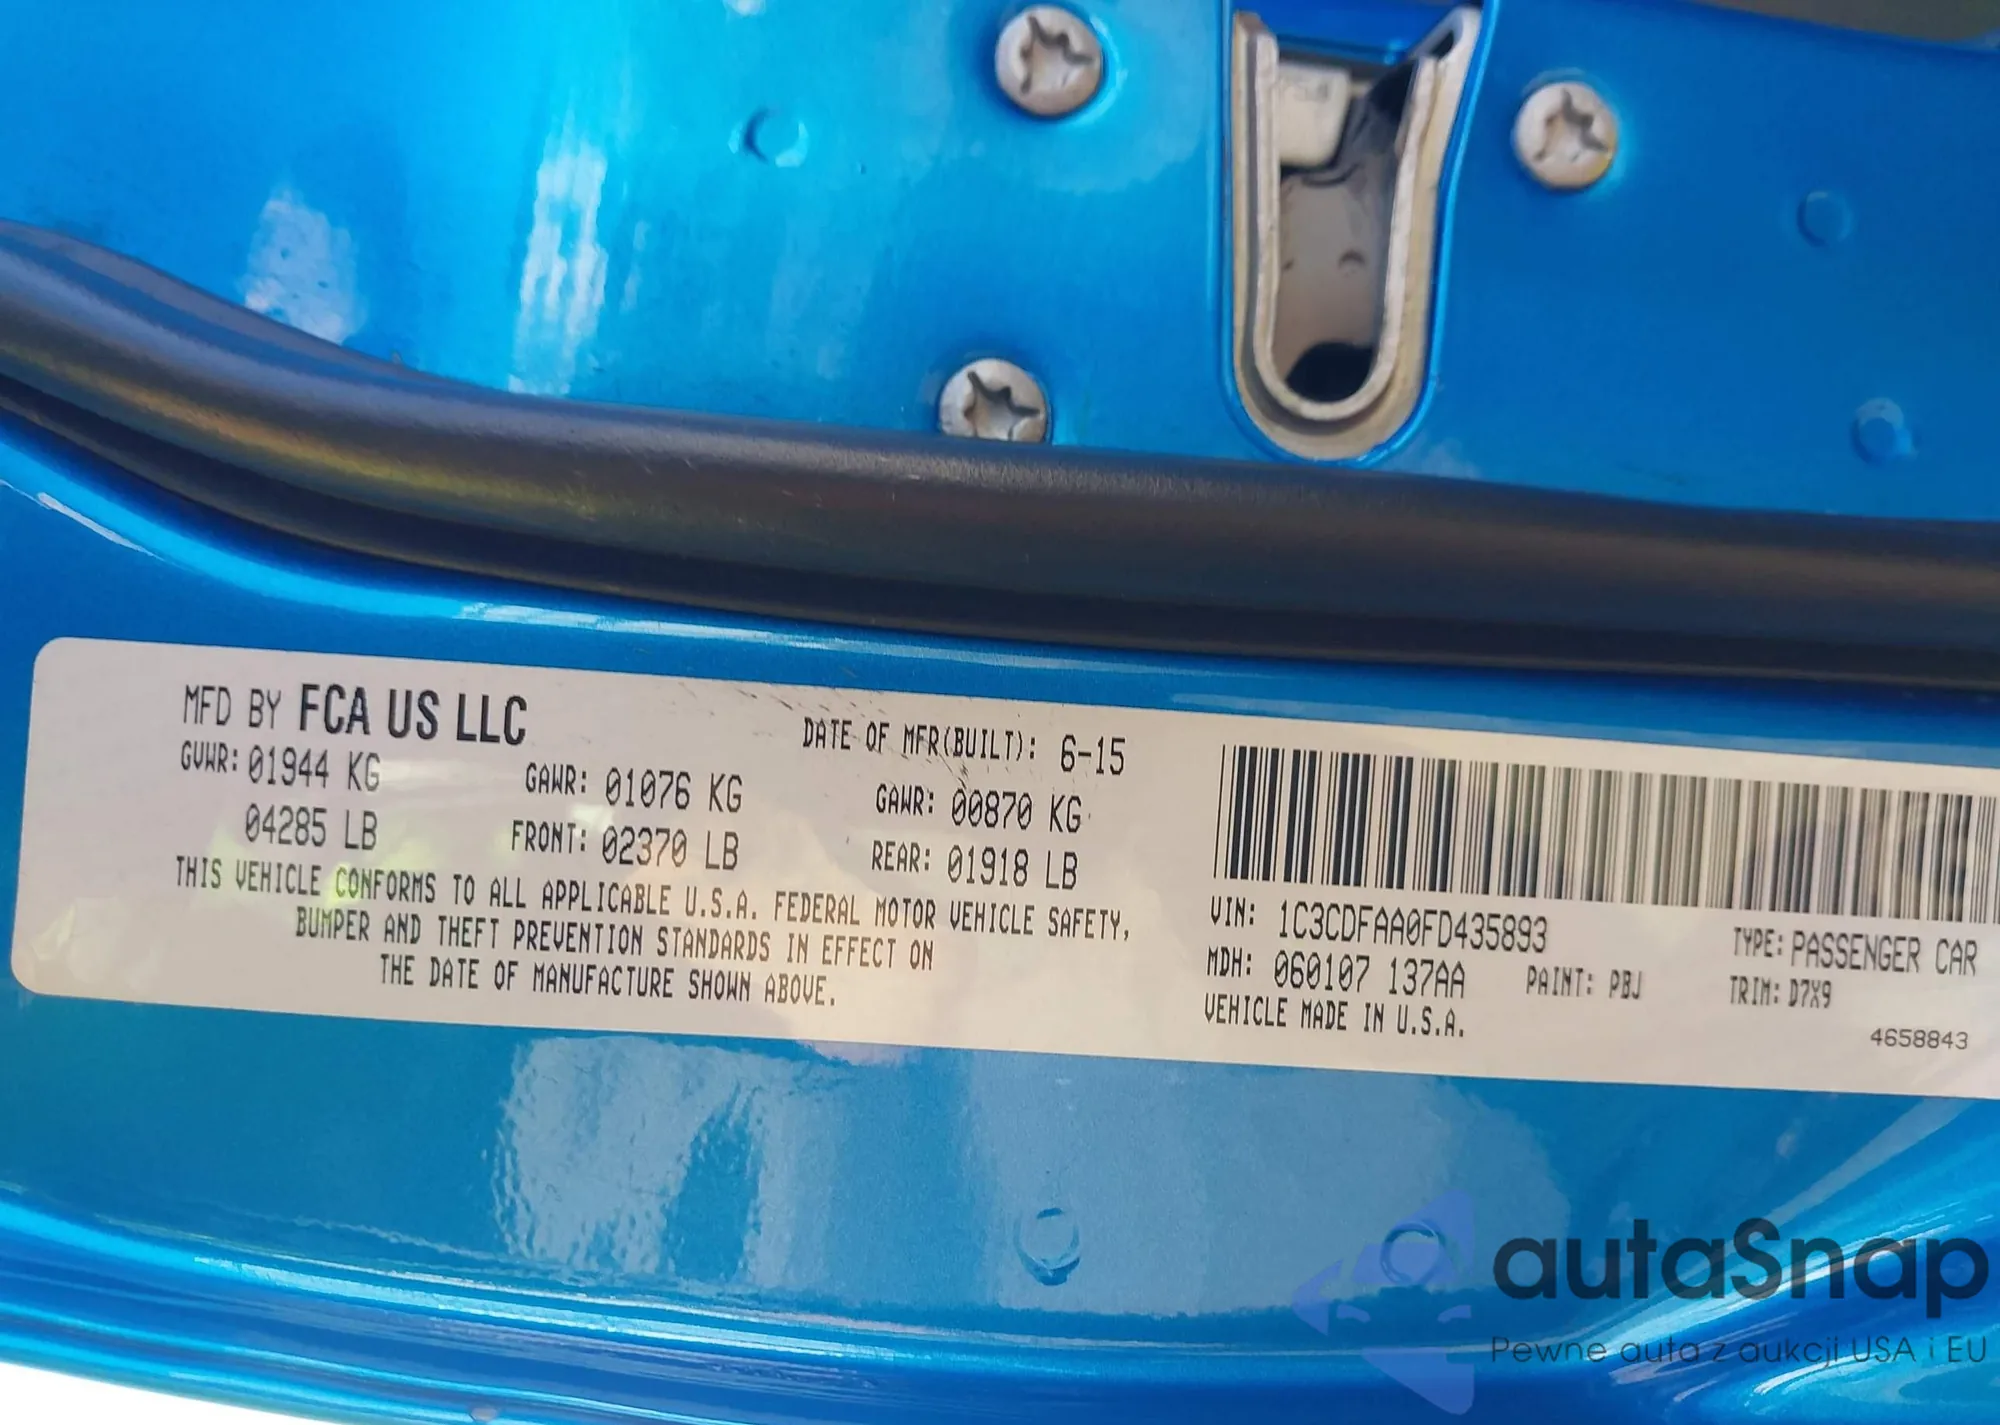 MFD BY FCA US LLC
DATE OF MFR(BUILT): 6-15
GVWR: 01944 KG
04285 LB
GAWR: 01076 KG
FRONT: 02370 LB
GAWR: 00870 KG
REAR: 01918 LB
THIS VEHICLE CONFORMS TO ALL APPLICABLE U.S.A. FEDERAL MOTOR VEHICLE SAFETY,
BUMPER AND THEFT PREVENTION STANDARDS IN EFFECT ON
THE DATE OF MANUFACTURE SHOWN ABOVE.
VIN: 1C3CDFAA0FD435893
TYPE: PASSENGER CAR
MDH: 060107 137AA
PAINT: PBJ
TRIM: D7X9
VEHICLE MADE IN U.S.A.
4658843
autaSnap
Pewne auta z aukcji USA i EU